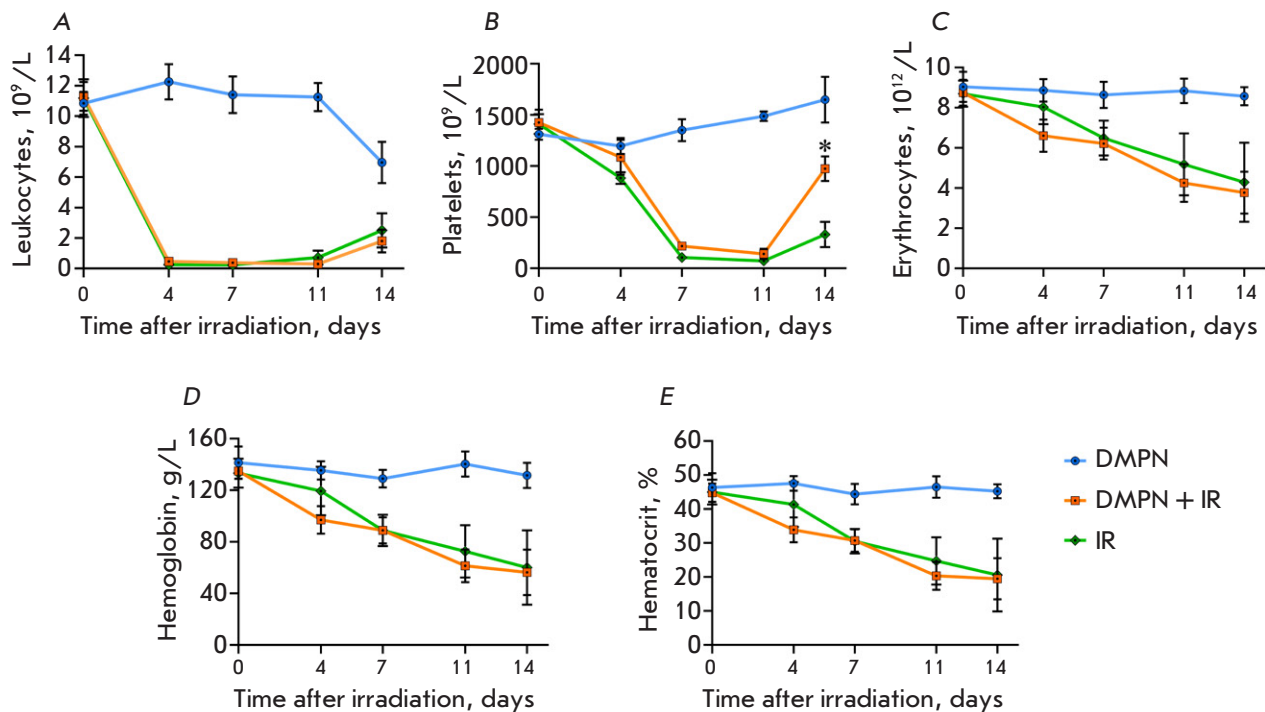 A
Leukocytes, 10⁹/L
14
12
10
8
6
4
2
0
0 4 7 11 14
Time after irradiation, days
B
Platelets, 10⁹/L
2000
1500
1000
500
0
*
0 4 7 11 14
Time after irradiation, days
C
Erythrocytes, 10¹²/L
10
8
6
4
2
0
0 4 7 11 14
Time after irradiation, days
D
Hemoglobin, g/L
160
120
80
40
0
0 4 7 11 14
Time after irradiation, days
E
Hematocrit, %
60
50
40
30
20
10
0
0 4 7 11 14
Time after irradiation, days
DMPN
DMPN + IR
IR